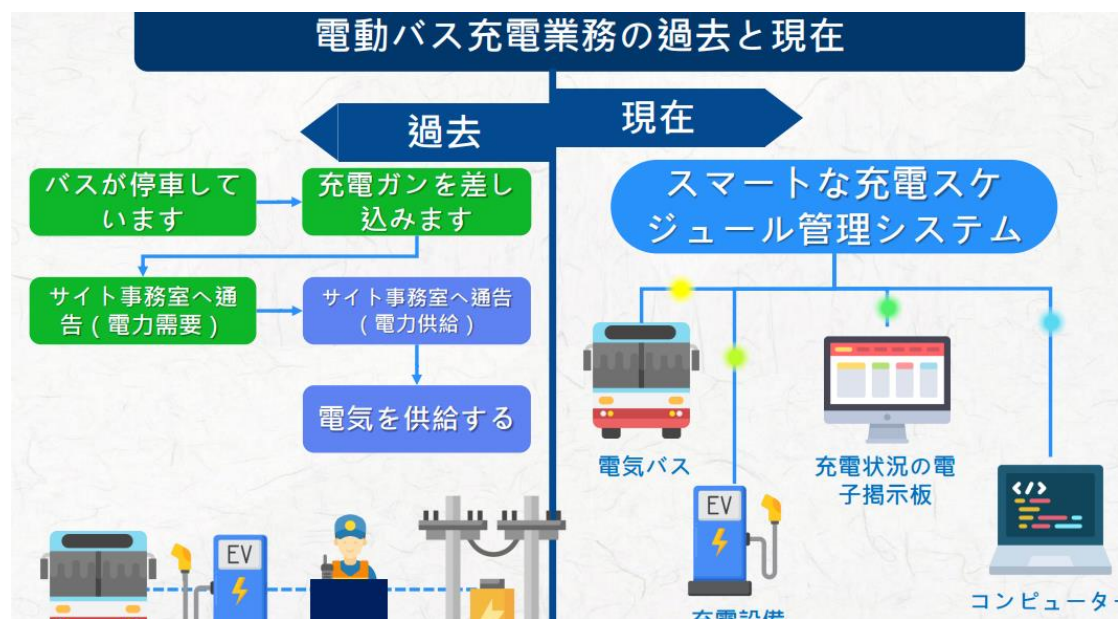 電動バス充電業務の過去と現在
過去
現在
バスが停車して
います
充電ガンを差し
込みます
サイト事務室へ通
告（電力需要）
サイト事務室へ通告
（電力供給）
電気を供給する
スマートな充電スケ
ジュール管理システム
電気バス
充電状況の電
子掲示板
EV
充電設備
</>
コンピューター
EV